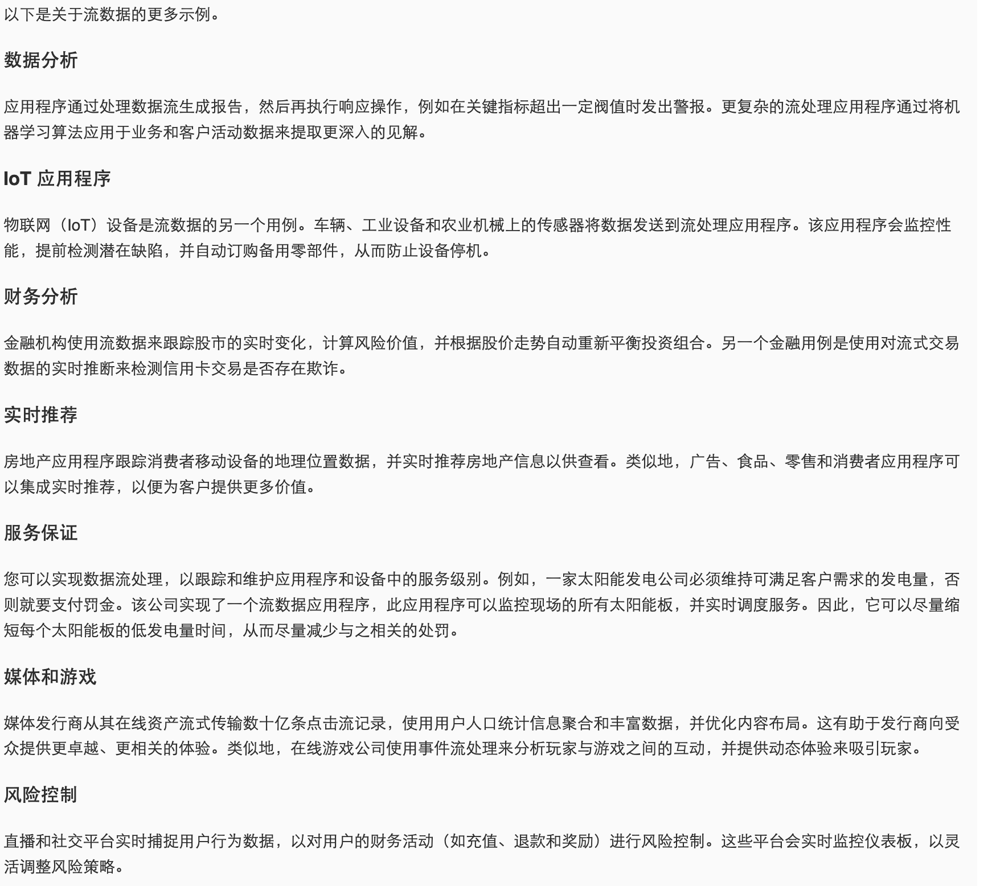 以下是关于流数据的更多示例。
数据分析
应用程序通过处理数据流生成报告，然后再执行响应操作，例如在关键指标超出一定阀值时发出警报。更复杂的流处理应用程序通过将机
器学习算法应用于业务和客户活动数据来提取更深入的见解。
IoT 应用程序
物联网（IoT）设备是流数据的另一个用例。车辆、工业设备和农业机械上的传感器将数据发送到流处理应用程序。该应用程序会监控性
能，提前检测潜在缺陷，并自动订购备用零部件，从而防止设备停机。
财务分析
金融机构使用流数据来跟踪股市的实时变化，计算风险价值，并根据股价走势自动重新平衡投资组合。另一个金融用例是使用对流式交易
数据的实时推断来检测信用卡交易是否存在欺诈。
实时推荐
房地产应用程序跟踪消费者移动设备的地理位置数据，并实时推荐房地产信息以供查看。类似地，广告、食品、零售和消费者应用程序可
以集成实时推荐，以便为客户提供更多价值。
服务保证
您可以实现数据流处理，以跟踪和维护应用程序和设备中的服务级别。例如，一家太阳能发电公司必须维持可满足客户需求的发电量，否
则就要支付罚金。该公司实现了一个流数据应用程序，此应用程序可以监控现场的所有太阳能板，并实时调度服务。因此，它可以尽量缩
短每个太阳能板的低发电量时间，从而尽量减少与之相关的处罚。
媒体和游戏
媒体发行商从其在线资产流式传输数十亿条点击流记录，使用用户人口统计信息聚合和丰富数据，并优化内容布局。这有助于发行商向受
众提供更卓越、更相关的体验。类似地，在线游戏公司使用事件流处理来分析玩家与游戏之间的互动，并提供动态体验来吸引玩家。
风险控制
直播和社交平台实时捕捉用户行为数据，以对用户的财务活动（如充值、退款和奖励）进行风险控制。这些平台会实时监控仪表板，以灵
活调整风险策略。